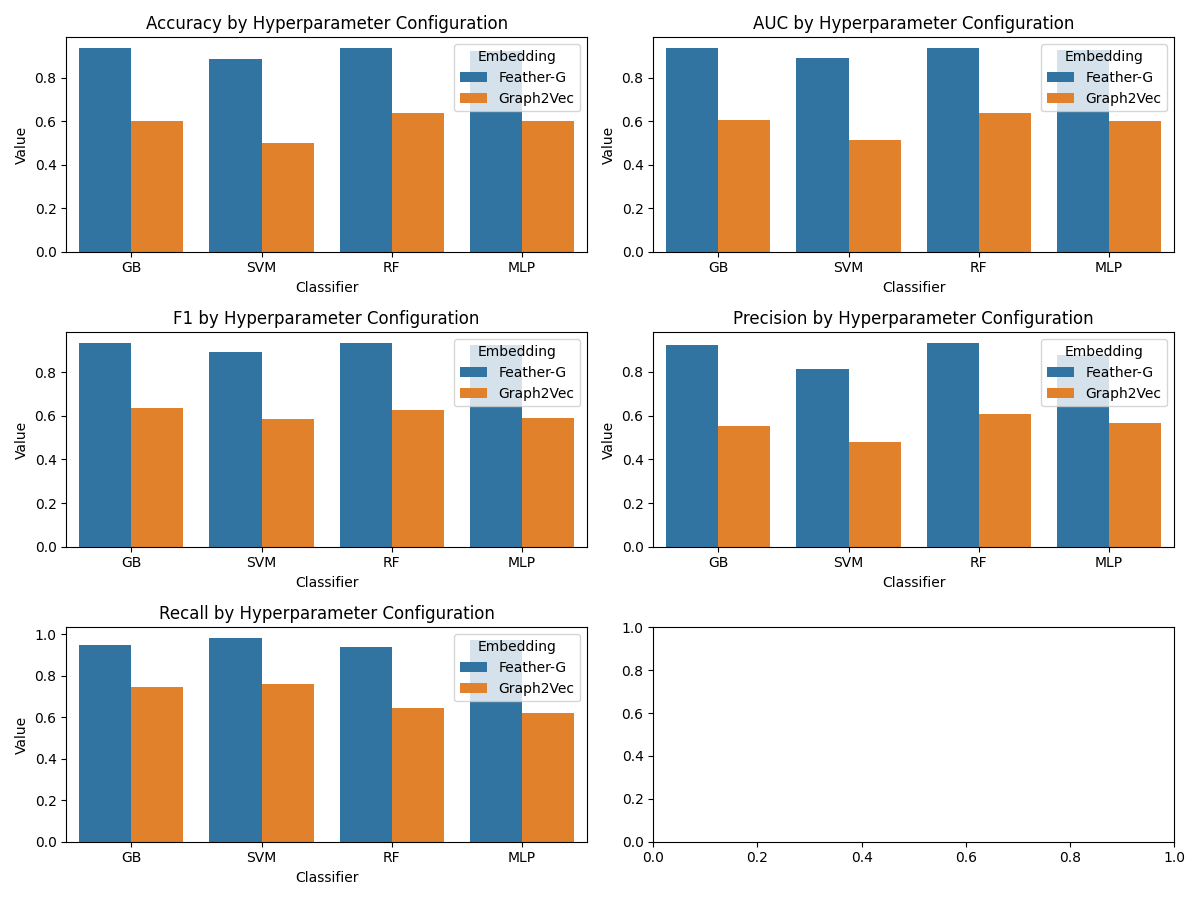 Accuracy by Hyperparameter Configuration
Value
0.8
0.6
0.4
0.2
0.0
Embedding
Feather-G
Graph2Vec
GB SVM RF MLP
Classifier
AUC by Hyperparameter Configuration
Value
0.8
0.6
0.4
0.2
0.0
Embedding
Feather-G
Graph2Vec
GB SVM RF MLP
Classifier
F1 by Hyperparameter Configuration
Value
0.8
0.6
0.4
0.2
0.0
Embedding
Feather-G
Graph2Vec
GB SVM RF MLP
Classifier
Precision by Hyperparameter Configuration
Value
0.8
0.6
0.4
0.2
0.0
Embedding
Feather-G
Graph2Vec
GB SVM RF MLP
Classifier
Recall by Hyperparameter Configuration
Value
1.0
0.8
0.6
0.4
0.2
0.0
Embedding
Feather-G
Graph2Vec
GB SVM RF MLP
Classifier
1.0
0.8
0.6
0.4
0.2
0.0
0.0 0.2 0.4 0.6 0.8 1.0